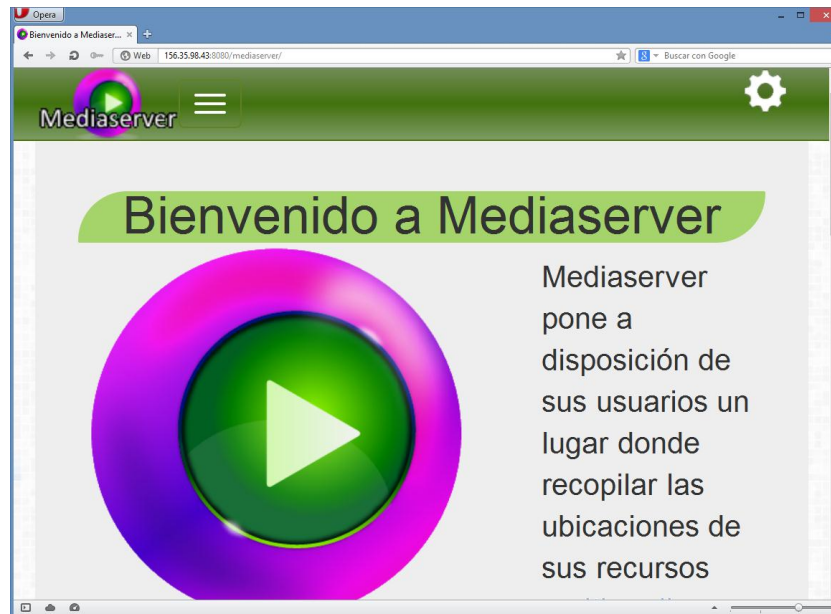 Opera
Bienvenido a Mediaser...
Web 156.35.98.43:8080/mediaserver/
Buscar con Google
Mediaserver
Bienvenido a Mediaserver
Mediaserver
pone a
disposición de
sus usuarios un
lugar donde
recopilar las
ubicaciones de
sus recursos